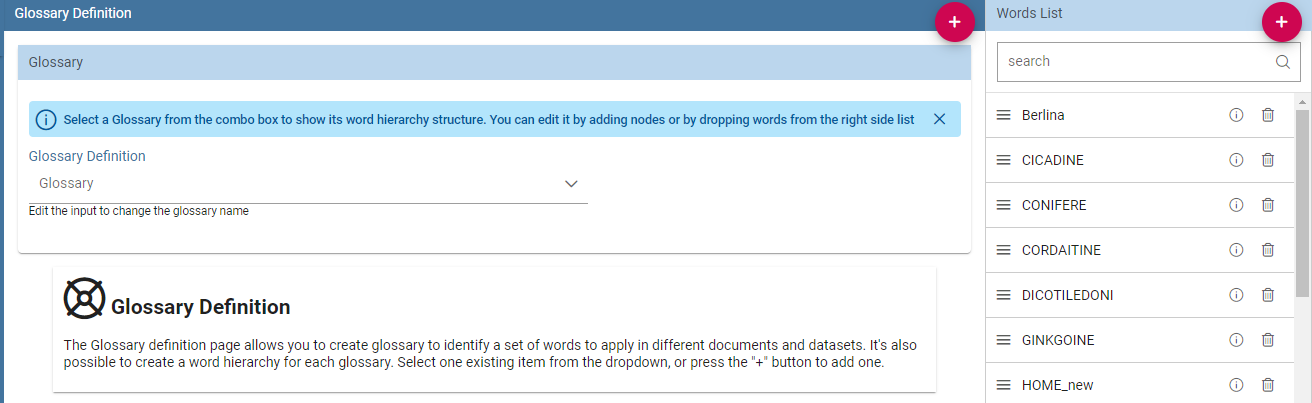 Glossary Definition
+
Glossary
Select a Glossary from the combo box to show its word hierarchy structure. You can edit it by adding nodes or by dropping words from the right side list
Glossary Definition
Glossary
Edit the input to change the glossary name
Glossary Definition
The Glossary definition page allows you to create glossary to identify a set of words to apply in different documents and datasets. It's also
possible to create a word hierarchy for each glossary. Select one existing item from the dropdown, or press the "+" button to add one.
Words List
+
search
Berlina
CICADINE
CONIFERE
CORDAITINE
DICOTILEDONI
GINKGOINE
HOME_new